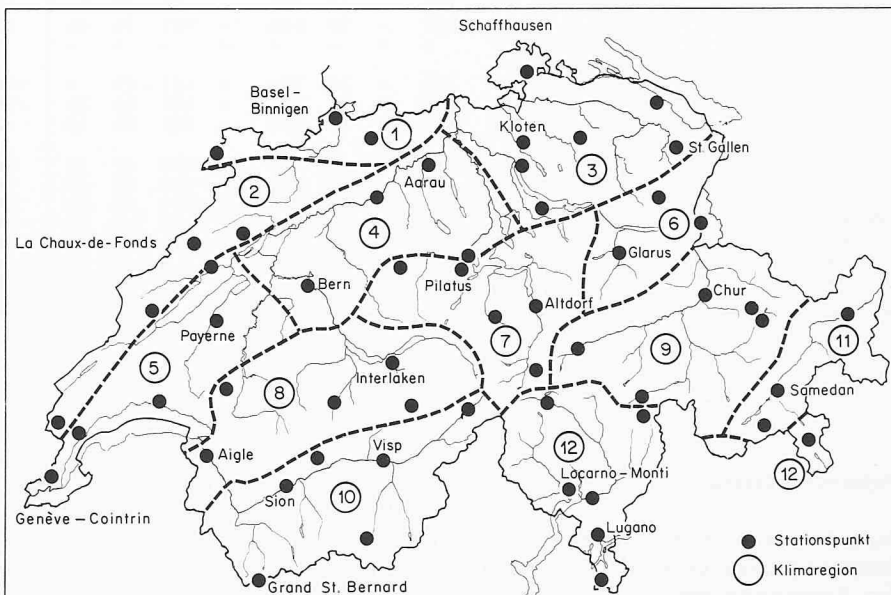 Schaffhausen
Basel-
Binnigen
1
Kloten
St. Gallen
3
2
Aarau
6
4
La Chaux-de-Fonds
Glarus
Bern
Pilatus
Chur
Altdorf
Payerne
7
9
11
5
Interlaken
8
Samedan
Aigle
Visp
12
12
Sion
10
Locarno-Monti
Genève-Cointrin
Lugano
Stationspunkt
Klimaregion
Grand St. Bernard